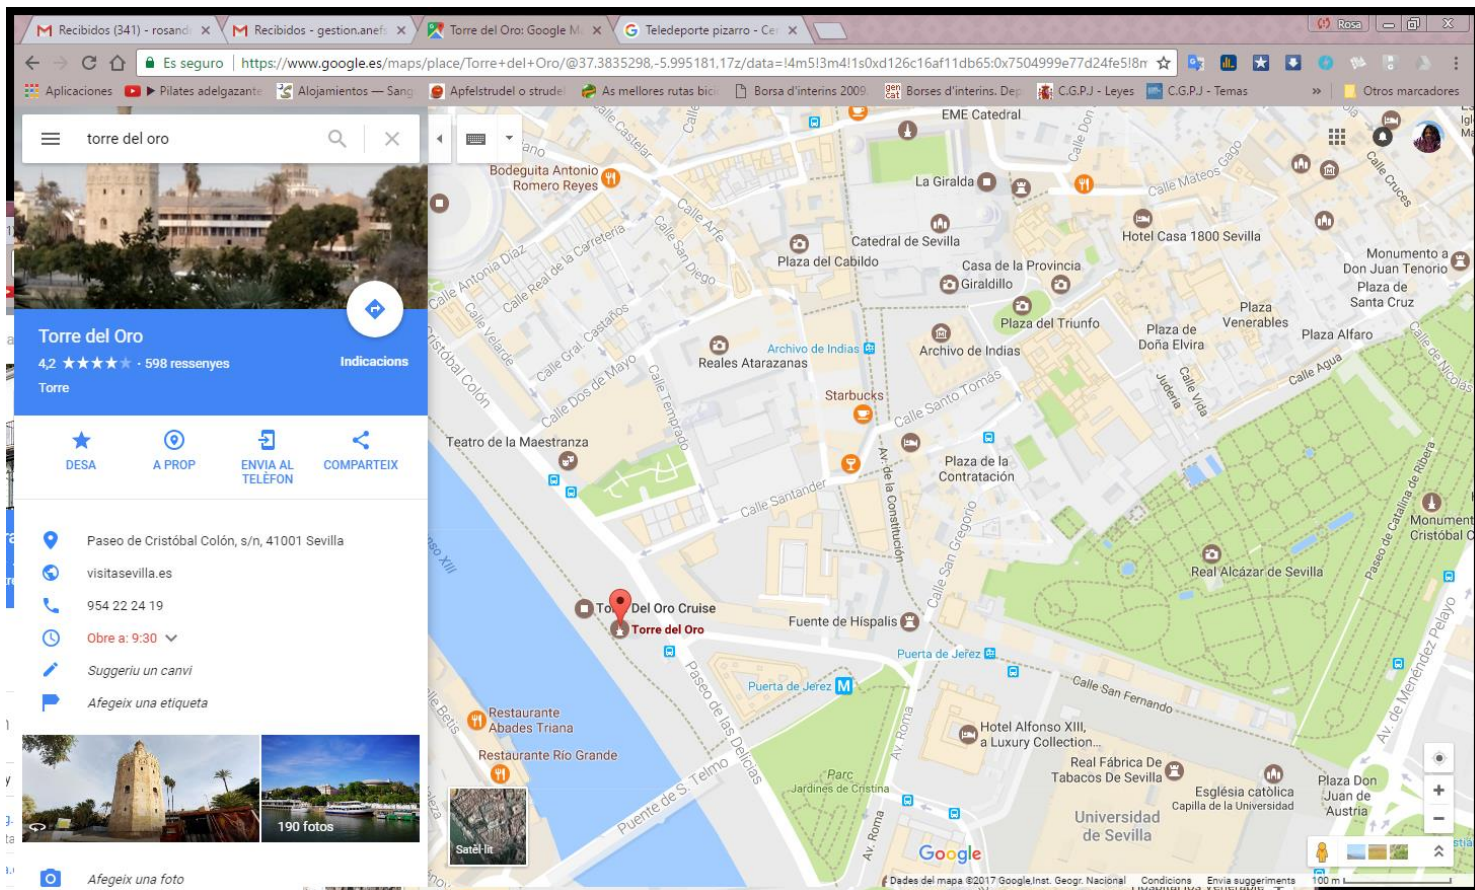 Recibidos (341) - rosand
Recibidos - gestion.anef
Torre del Oro: Google M
Teledeporte pizarro - Ce
Rosa
Es seguro
https://www.google.es/maps/place/Torre+del+Oro/@37.3835298,-5.995181,17z/data=!4m5!3m4!1s0xd126c16af11db65:0x7504999e77d24fe5!8m
Aplicaciones
Pilates adelgazante
Alojamientos — Sang
Apfelstrudel o strudel
As mellores rutas bici
Borsa d'interins 2009
gen cat
Borses d'interins. Dep
C.G.P.J - Leyes
C.G.P.J - Temas
»
Otros marcadores
torre del oro
Torre del Oro
4,2 ★★★★★ · 598 ressenyes
Torre
Indicacions
DESA
A PROP
ENVIA AL
TELÈFON
COMPARTEIX
Paseo de Cristóbal Colón, s/n, 41001 Sevilla
visitasevilla.es
954 22 24 19
Obre a: 9:30
Suggeriu un canvi
Afegeix una etiqueta
190 fotos
Afegeix una foto
EME Catedral
Calle Castelar
Calle Don
Calle Mateos Gago
Calle Cruces
Bodeguita Antonio
Romero Reyes
La Giralda
Calle Arfe
Catedral de Sevilla
Hotel Casa 1800 Sevilla
Plaza del Cabildo
Casa de la Provincia
Giraldillo
Monumento a
Don Juan Tenorio
Plaza de
Santa Cruz
Calle Antonia Díaz
Calle Real de la Carretería
Calle San Diego
Plaza del Triunfo
Plaza
Venerables
Plaza de
Doña Elvira
Plaza Alfaro
Calle Velarde
Calle Gral. Castaños
Calle Dos de Mayo
Calle Temprado
Reales Atarazanas
Archivo de Indias
Archivo de Indias
Calle Agua
Calle Vida
Judería
Cristóbal Colón
Starbucks
Calle Santo Tomás
Teatro de la Maestranza
Plaza de la
Contratación
Calle Santander
Av. de la Constitución
Calle San Gregorio
Paseo de Catalina de Ribera
Monument
Cristóbal C
Real Alcázar de Sevilla
Torre Del Oro Cruise
Torre del Oro
Fuente de Híspalis
Puerta de Jerez
Puerta de Jerez
M
Calle San Fernando
Av. de Menéndez Pelayo
Paseo de las Delicias
Calle Betis
Restaurante
Abades Triana
Restaurante Río Grande
Puente de S. Telmo
Av. Roma
Hotel Alfonso XIII,
a Luxury Collection...
Real Fábrica De
Tabacos De Sevilla
Parc
Jardines de Cristina
Església catòlica
Capilla de la Universidad
Plaza Don
Juan de
Austria
Universidad
de Sevilla
Av. Roma
Satèl·lit
Google
Dades del mapa ©2017 Google,Inst. Geogr. Nacional
Condicions
Envia suggeriments
100 m